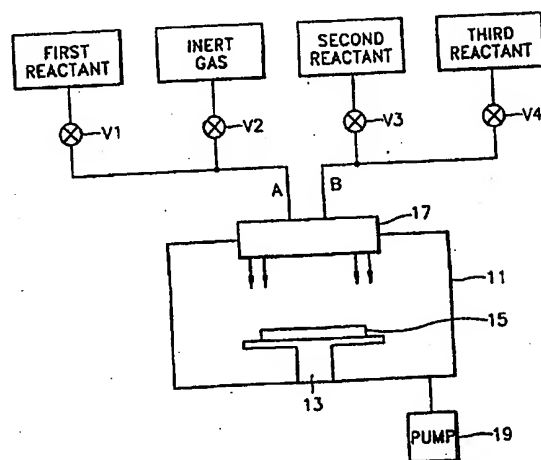 FIRST
REACTANT
INERT
GAS
SECOND
REACTANT
THIRD
REACTANT
V1
V2
V3
V4
A
B
17
11
15
13
PUMP
19